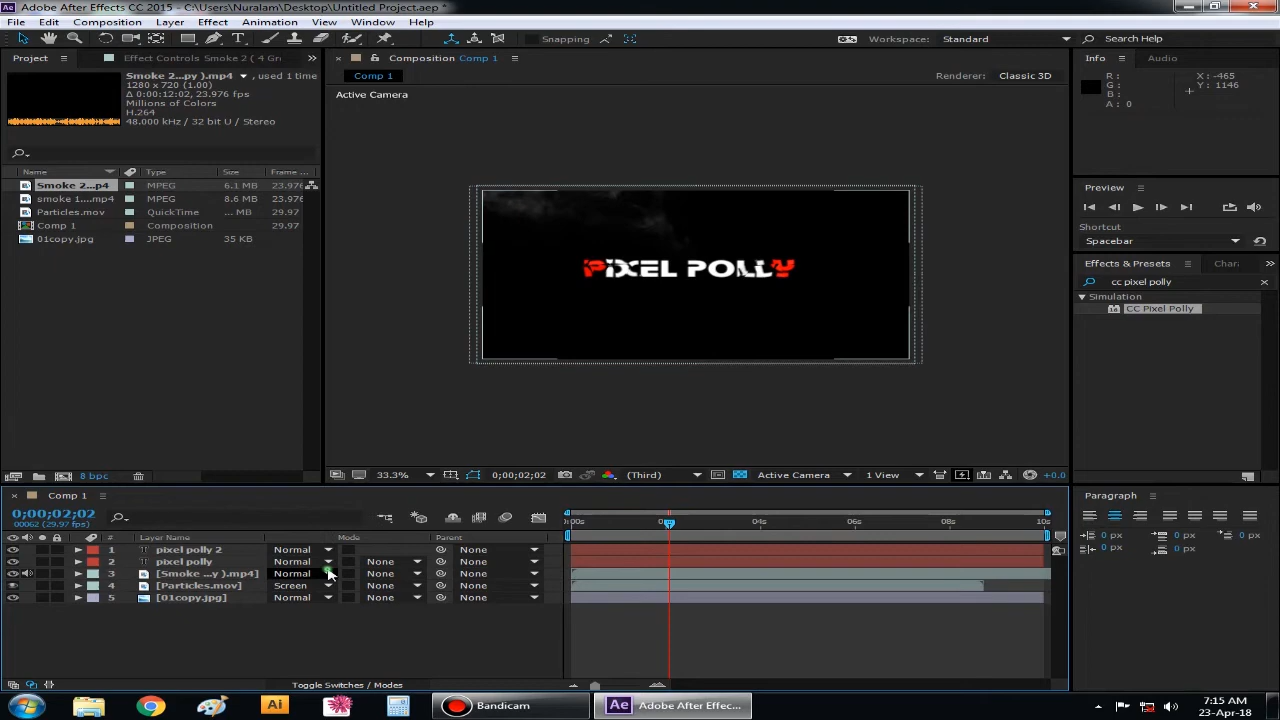 Adobe After Effects CC 2015 - C:\Users\Nuralam\Desktop\Untitled Project.aep *
File Edit Composition Layer Effect Animation View Window Help
Snapping
Workspace: Standard
Search Help
Project
Effect Controls Smoke 2 ( 4 Gr
Composition Comp 1
Info
Audio
Smoke 2...py ).mp4 , used 1 time
1280 x 720 (1.00)
Δ 0:00:12:02, 23.976 fps
Millions of Colors
H.264
48.000 kHz / 32 bit U / Stereo
Comp 1
Renderer: Classic 3D
Active Camera
R :
G :
B :
A : 0
X : -465
Y : 1146
Name Type Size Frame ...
Smoke 2...p4 MPEG 6.1 MB 23.976
smoke 1....mp4 MPEG 8.6 MB 23.976
Particles.mov QuickTime ... MB 29.97
Comp 1 Composition 29.97
01copy.jpg JPEG 35 KB
PIXEL POLLY
Preview
Shortcut
Spacebar
Effects & Presets
Char
cc pixel polly
Simulation
CC Pixel Polly
8 bpc
33.3%
0;00;02;02
(Third)
Active Camera
1 View
+0.0
Comp 1
Paragraph
0;00;02;02
00062 (29.97 fps)
:00s 04s 06s 08s 10s
# Layer Name Mode Parent
1 pixel polly 2 Normal None
2 pixel polly Normal None None
3 [Smoke ...y ).mp4] Normal None None
4 [Particles.mov] Screen None None
5 [01copy.jpg] Normal None None
0 px
0 px
0 px
0 px
0 px
Toggle Switches / Modes
Ai
Bandicam
Ae Adobe After Effec...
7:15 AM
23-Apr-18